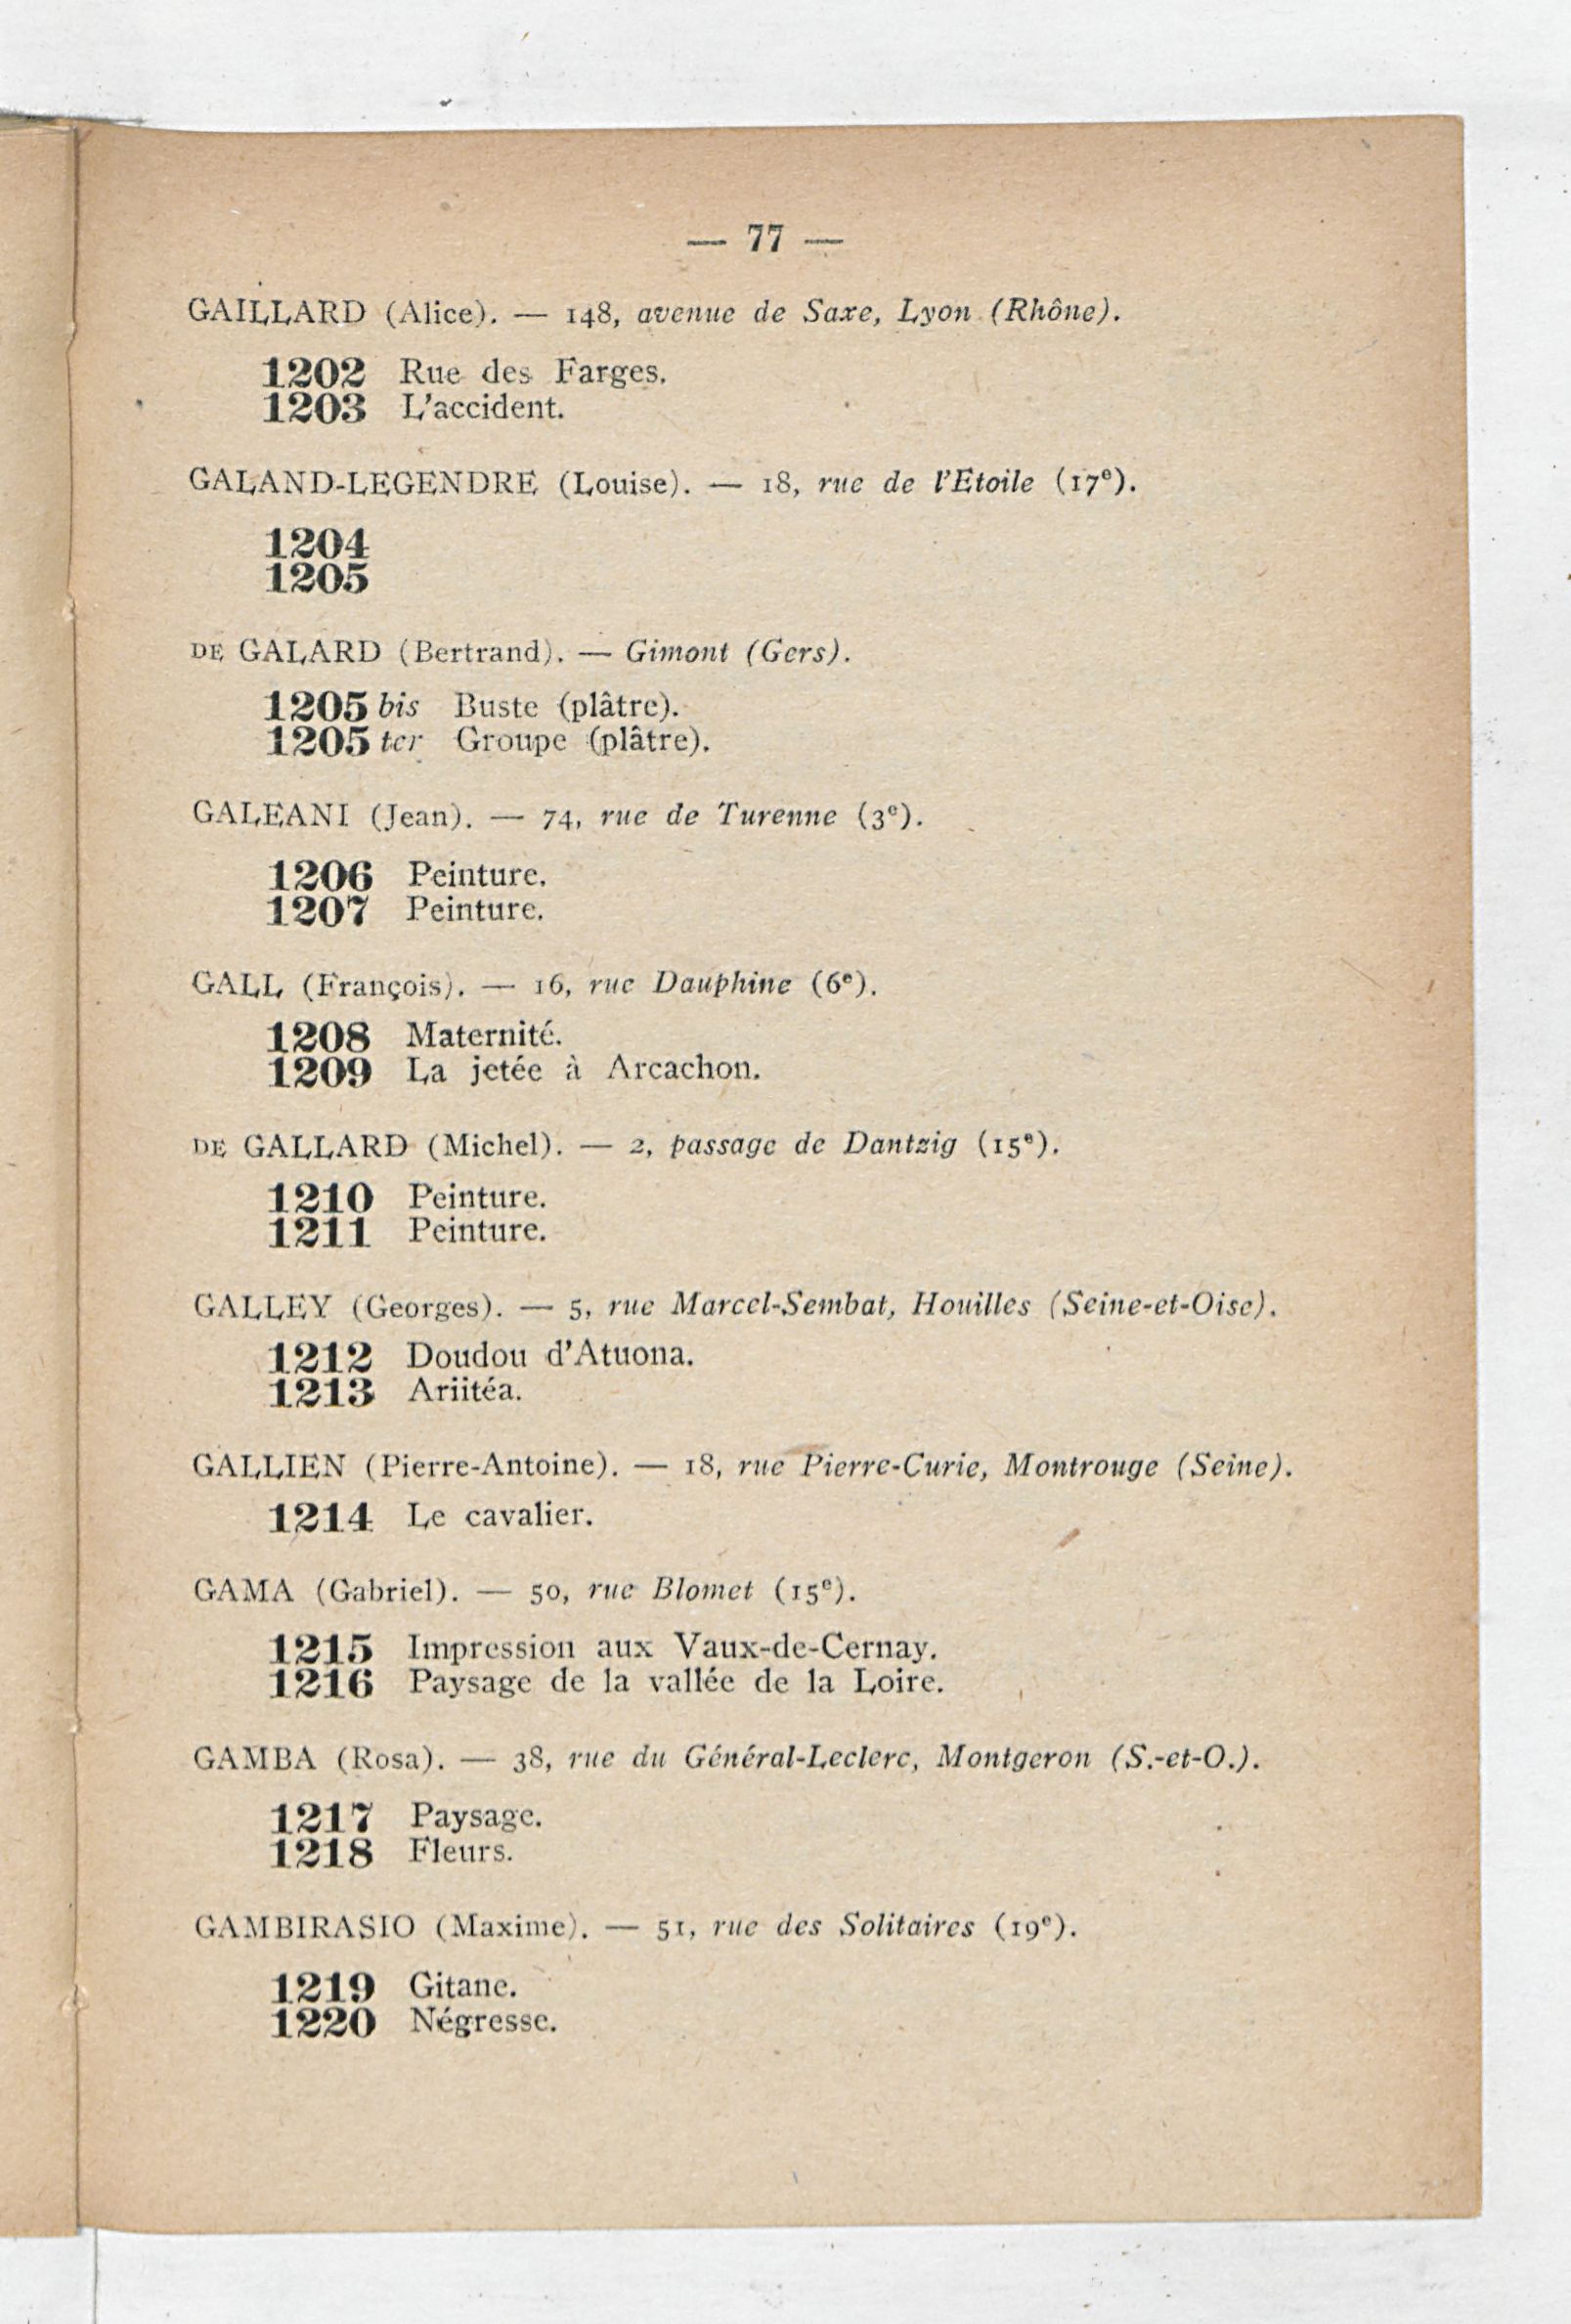 — 77 —
GAILLARD (Alice). — 148, avenue de Saxe, Lyon (Rhône).
1202 Rue des Farges.
1203 L'accident.
GALAND-LEGENDRE (Louise). — 18, rue de l'Etoile (17e).
1204
1205
DE GALARD (Bertrand). — Gimont (Gers).
1205 bis Buste (plâtre).
1205 ter Groupe (plâtre).
GALEANI (Jean). — 74, rue de Turenne (3e).
1206 Peinture.
1207 Peinture.
GALL (François). — 16, rue Dauphine (6e).
1208 Maternité.
1209 La jetée à Arcachon.
DE GALLARD (Michel). — 2, passage de Dantzig (15e).
1210 Peinture.
1211 Peinture.
GALLEY (Georges). — 5, rue Marcel-Sembat, Houilles (Seine-et-Oise).
1212 Doudou d'Atuona.
1213 Ariitéa.
GALLIEN (Pierre-Antoine). — 18, rue Pierre-Curie, Montrouge (Seine).
1214 Le cavalier.
GAMA (Gabriel). — 50, rue Blomet (15e).
1215 Impression aux Vaux-de-Cernay.
1216 Paysage de la vallée de la Loire.
GAMBA (Rosa). — 38, rue du Général-Leclerc, Montgeron (S.-et-O.).
1217 Paysage.
1218 Fleurs.
GAMBIRASIO (Maxime). — 51, rue des Solitaires (19e).
1219 Gitane.
1220 Négresse.